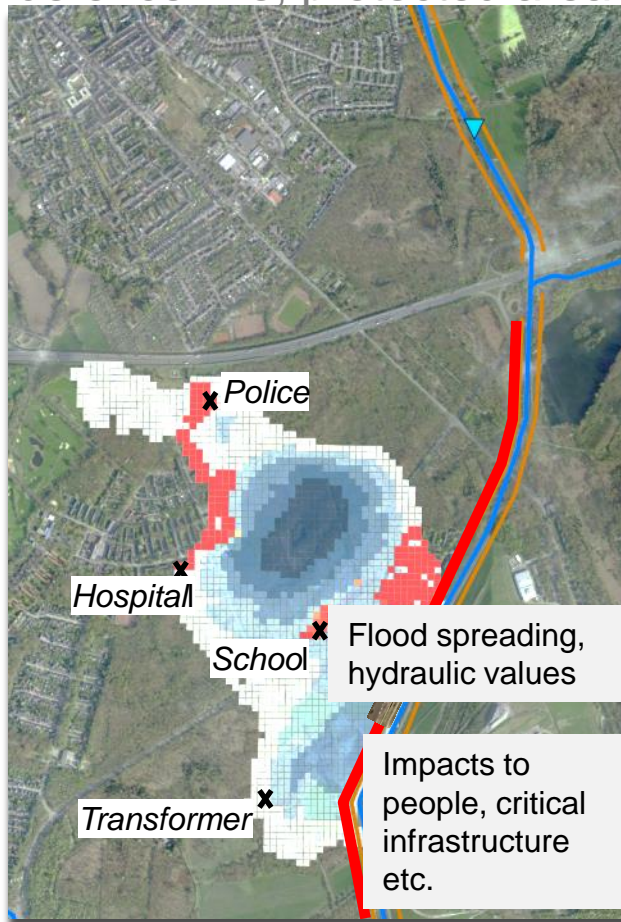 Police
Hospital
School
Flood spreading,
hydraulic values
Transformer
Impacts to
people, critical
infrastructure
etc.